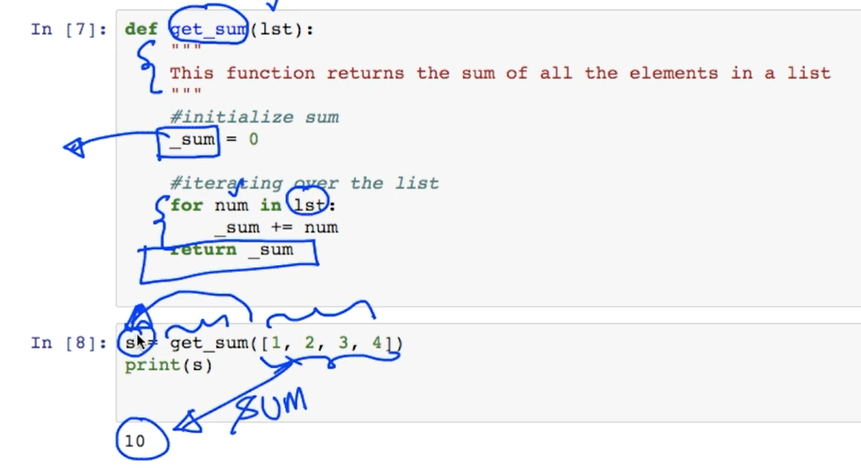 In [7]: def get_sum(lst):
"""
This function returns the sum of all the elements in a list
"""
#initialize sum
_sum = 0
#iterating over the list
for num in lst:
_sum += num
return _sum
In [8]: s = get_sum([1, 2, 3, 4])
print(s)
SUM
10